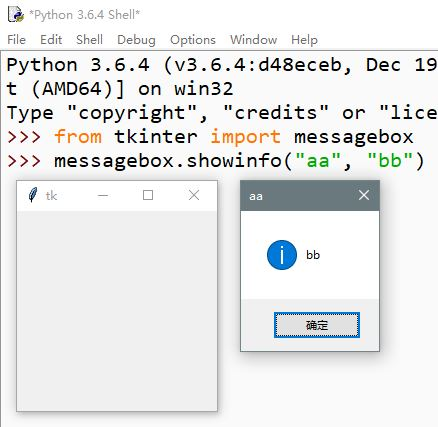 *Python 3.6.4 Shell*
File Edit Shell Debug Options Window Help
Python 3.6.4 (v3.6.4:d48eceb, Dec 19
t (AMD64)] on win32
Type "copyright", "credits" or "lice
>>> from tkinter import messagebox
>>> messagebox.showinfo("aa", "bb")
tk
aa
bb
确定